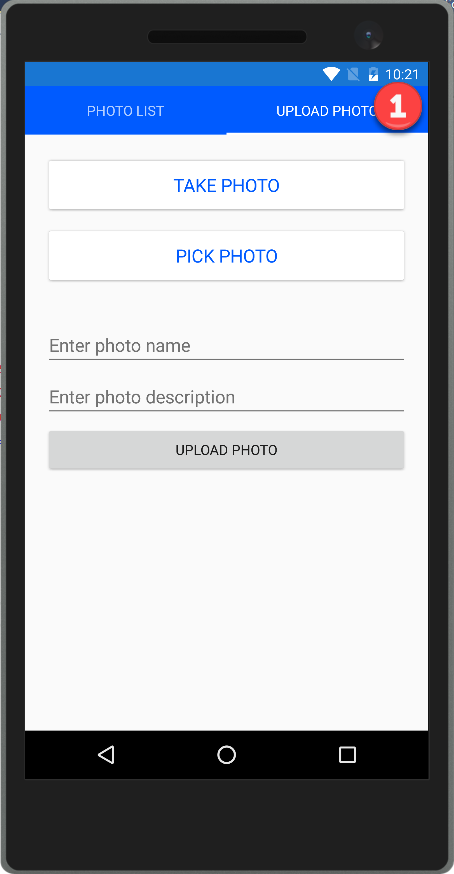 10:21
PHOTO LIST
UPLOAD PHOTO
1
TAKE PHOTO
PICK PHOTO
Enter photo name
Enter photo description
UPLOAD PHOTO